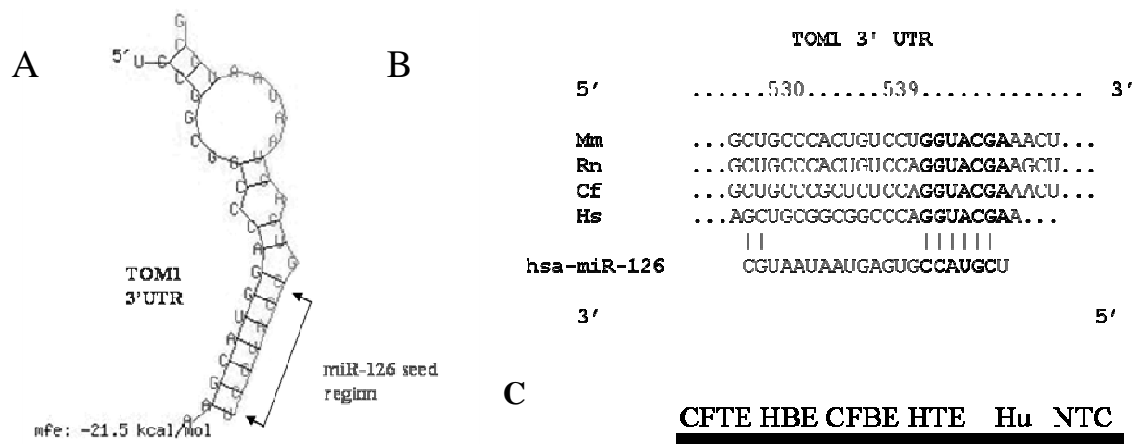 A
B
5'
TOM1
3'UTR
miR-126 seed
region
mfe: -21.5 kcal/mol
TOM1 3' UTR
5' ......530......539............. 3'
Mm ...GCUGCCCACUGUCCUGGUACGAAACU...
Rn ...GCUGCCCACUGUCCAGGUACGAAGCU...
Cf ...GCUGCCCGCUCUCCAGGUACGAAACU...
Hs ...AGCUGCGGCGGCCCAGGUACGAA...
|| ||||||
hsa-miR-126 CGUAAUAAUGAGUGCCAUGCU
3' 5'
C
CFTE HBE CFBE HTE Hu NTC